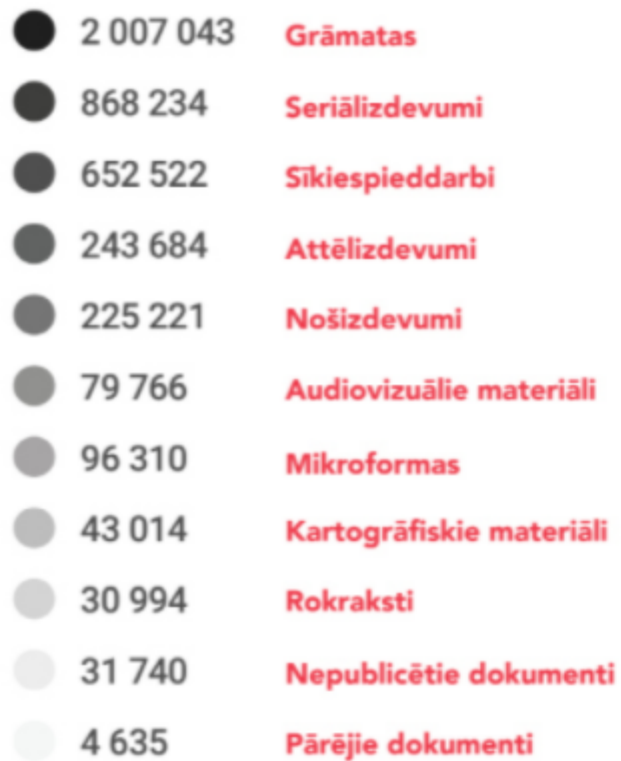 2 007 043 Grāmatas
868 234 Seriālizdevumi
652 522 Sīkiespieddarbi
243 684 Attēlizdevumi
225 221 Nošizdevumi
79 766 Audiovizuālie materiāli
96 310 Mikroformas
43 014 Kartogrāfiskie materiāli
30 994 Rokraksti
31 740 Nepublicētie dokumenti
4 635 Pārējie dokumenti